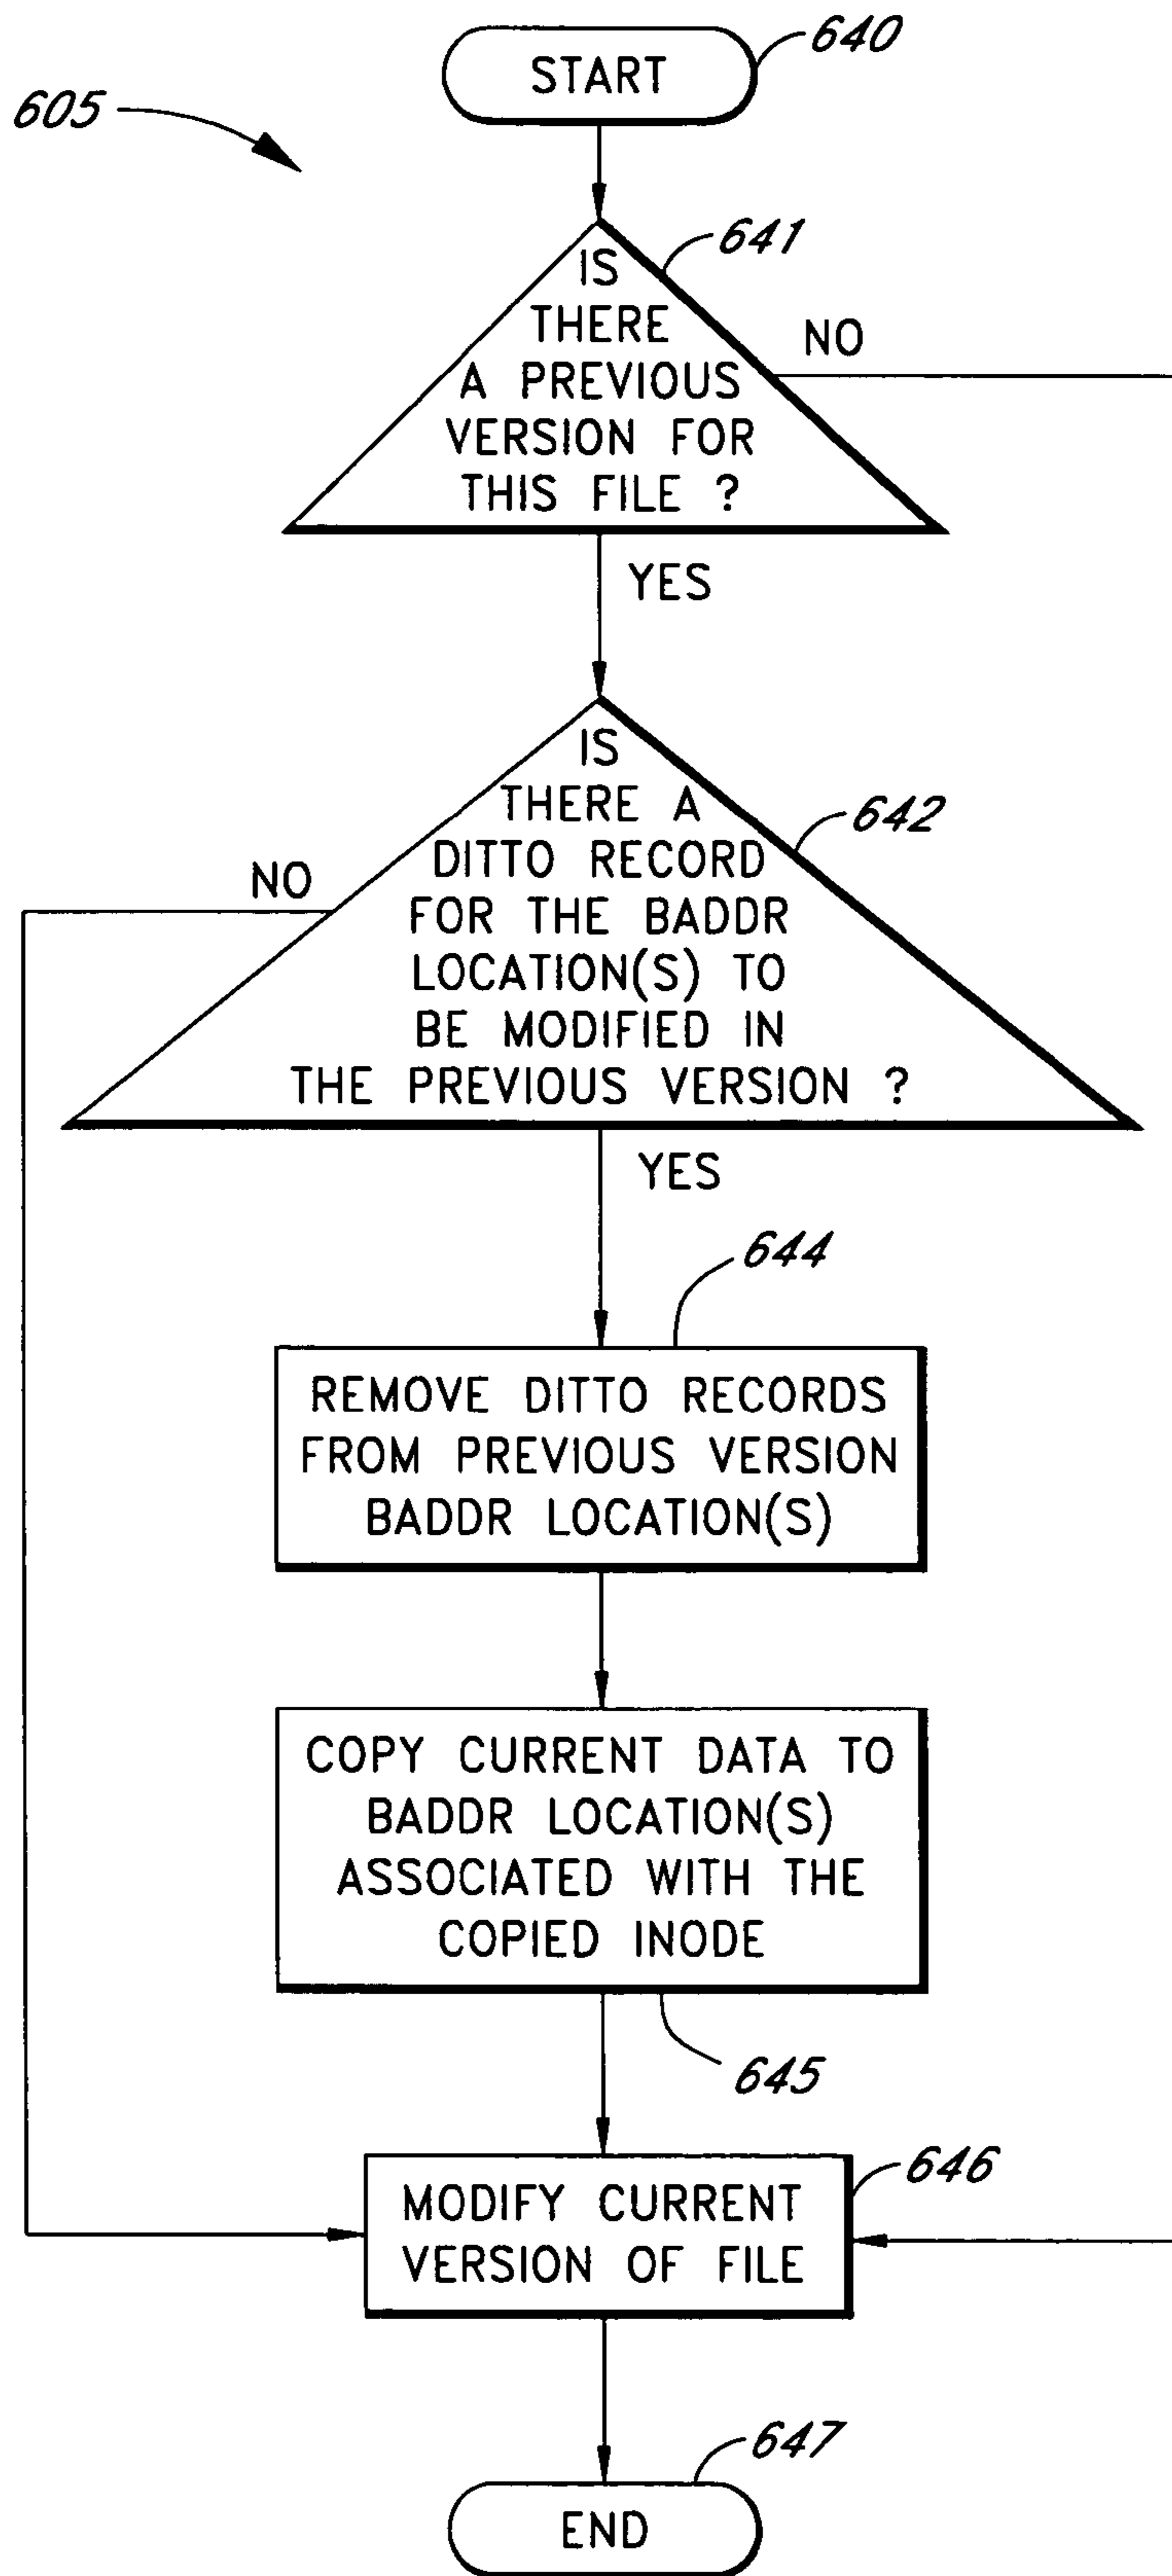 640
START
605
641
IS
THERE
A PREVIOUS
VERSION FOR
THIS FILE ?
NO
YES
642
IS
THERE A
DITTO RECORD
FOR THE BADDR
LOCATION(S) TO
BE MODIFIED IN
THE PREVIOUS VERSION ?
NO
YES
644
REMOVE DITTO RECORDS
FROM PREVIOUS VERSION
BADDR LOCATION(S)
COPY CURRENT DATA TO
BADDR LOCATION(S)
ASSOCIATED WITH THE
COPIED INODE
645
646
MODIFY CURRENT
VERSION OF FILE
647
END